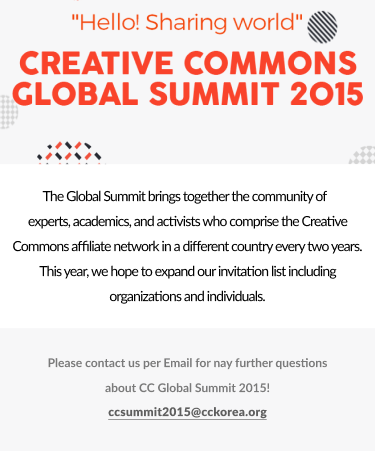 "Hello! Sharing world"
CREATIVE COMMONS
GLOBAL SUMMIT 2015
The Global Summit brings together the community of
experts, academics, and activists who comprise the Creative
Commons affiliate network in a different country every two years.
This year, we hope to expand our invitation list including
organizations and individuals.
Please contact us per Email for nay further questions
about CC Global Summit 2015!
ccsummit2015@cckorea.org